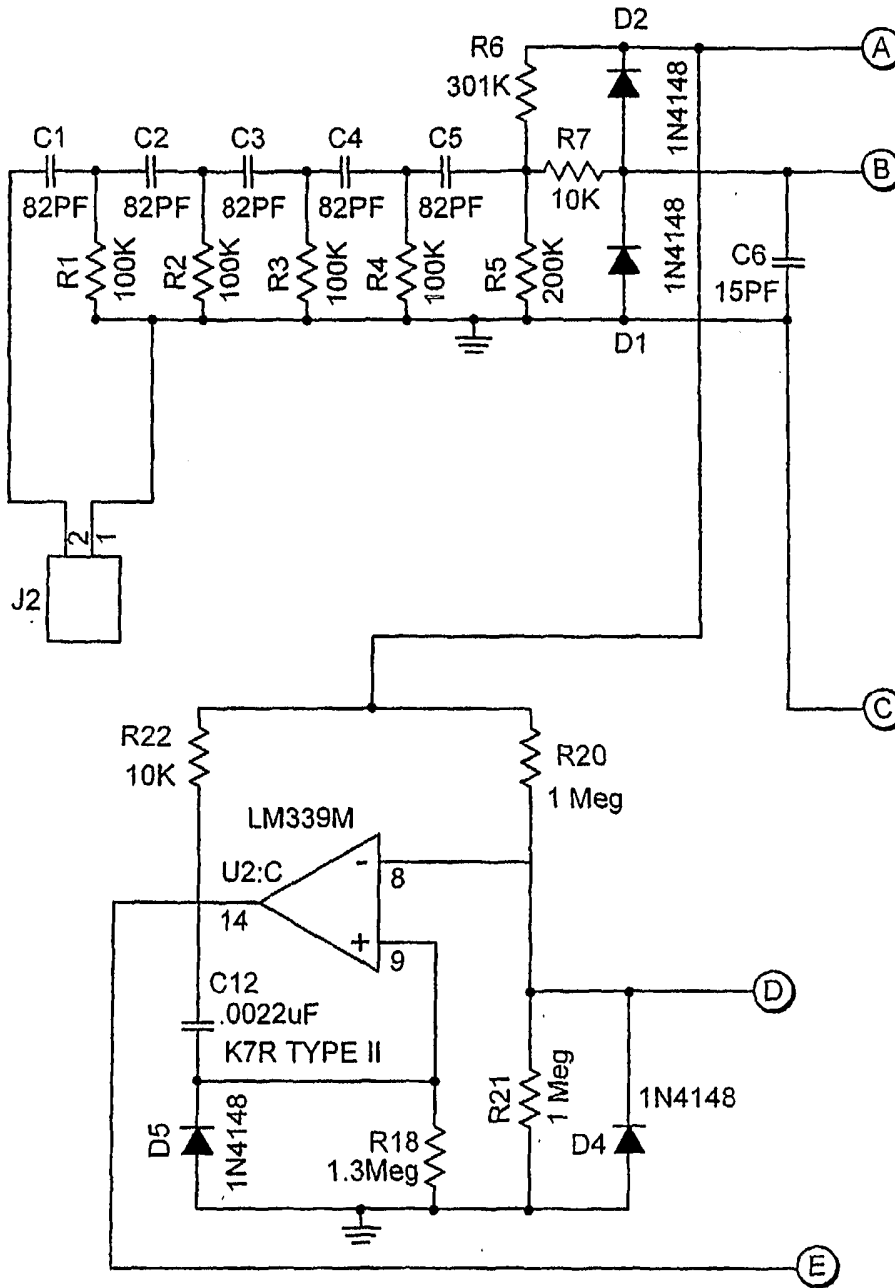 D2
A
R6
301K
1N4148
C1
C2
C3
C4
C5
R7
B
82PF
82PF
82PF
82PF
82PF
10K
R1
100K
R2
100K
R3
100K
R4
100K
R5
200K
1N4148
C6
15PF
D1
2
1
J2
C
R22
10K
R20
1 Meg
LM339M
U2:C
-
8
14
+
9
C12
.0022uF
D
K7R TYPE II
R21
1 Meg
1N4148
D5
1N4148
R18
1.3Meg
D4
E